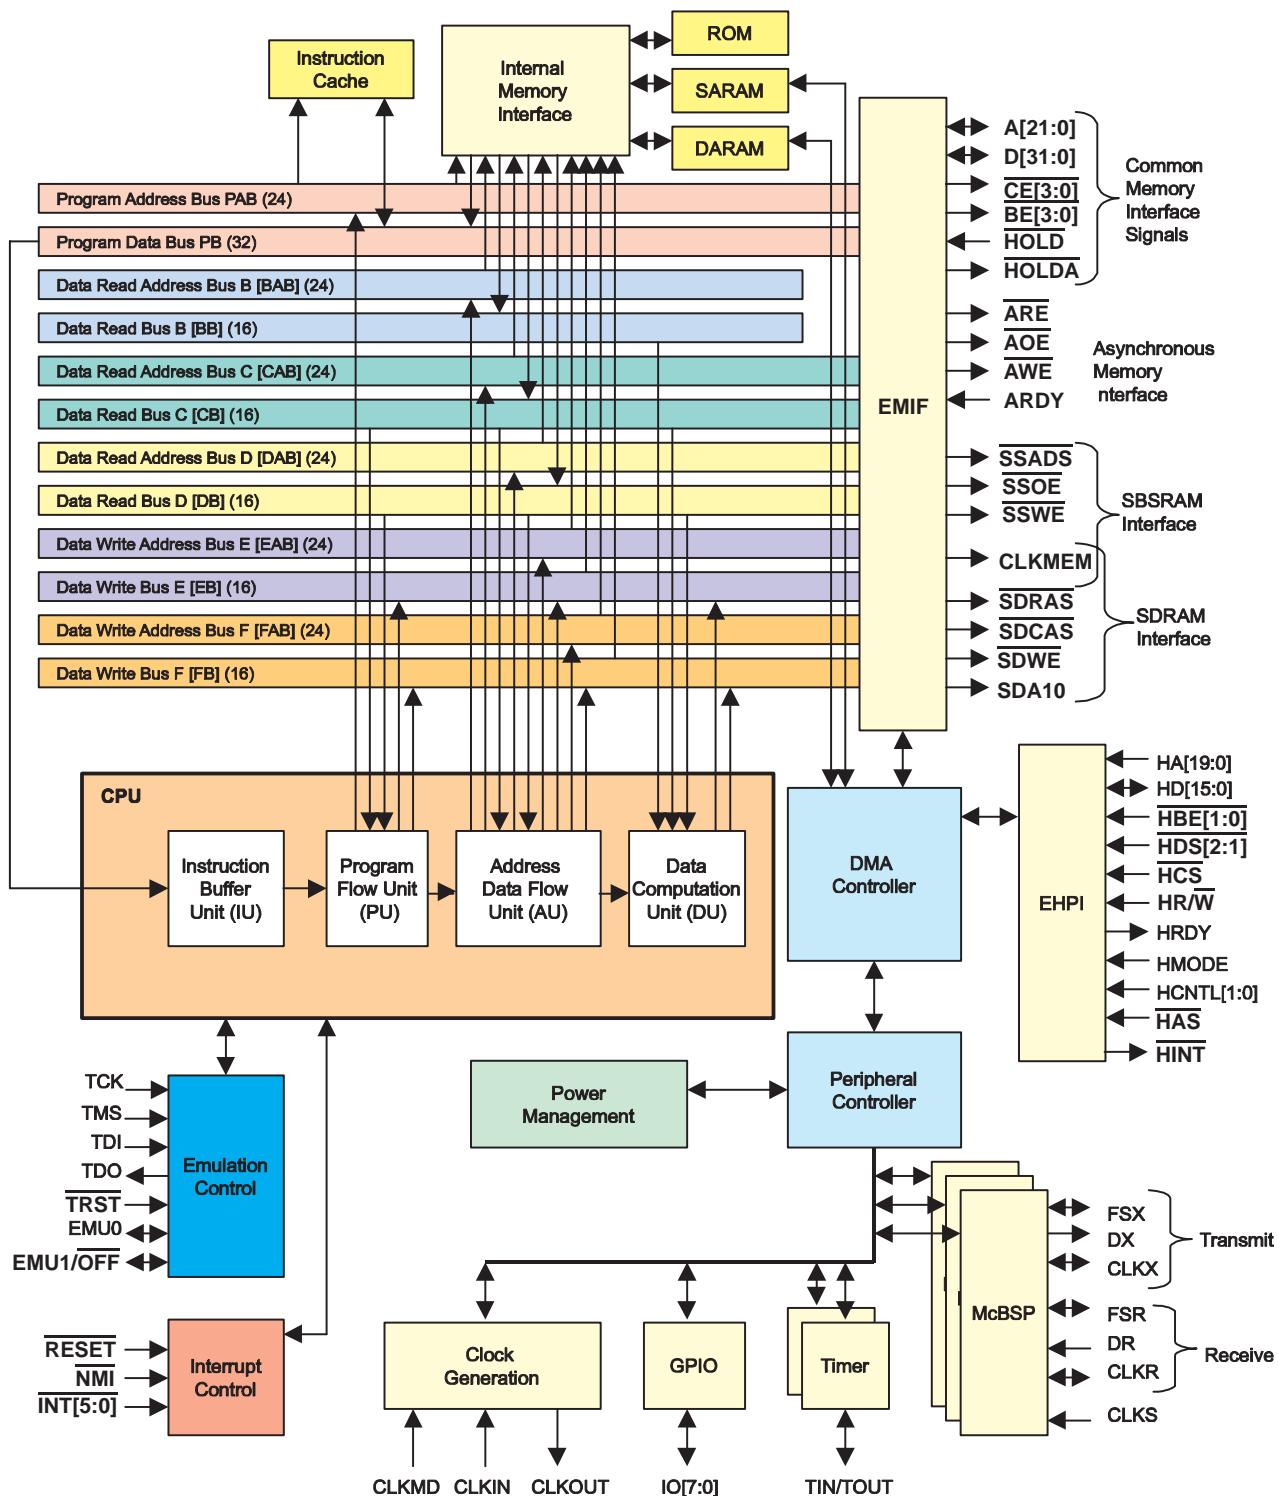 ROM
Instruction
Cache
Internal
Memory
Interface
SARAM
DARAM
Program Address Bus PAB (24)
Program Data Bus PB (32)
Data Read Address Bus B [BAB] (24)
Data Read Bus B [BB] (16)
Data Read Address Bus C [CAB] (24)
Data Read Bus C [CB] (16)
Data Read Address Bus D [DAB] (24)
Data Read Bus D [DB] (16)
Data Write Address Bus E [EAB] (24)
Data Write Bus E [EB] (16)
Data Write Address Bus F [FAB] (24)
Data Write Bus F [FB] (16)
EMIF
A[21:0]
D[31:0]
CE[3:0]
BE[3:0]
HOLD
HOLDA
Common
Memory
Interface
Signals
ARE
AOE
AWE
ARDY
Asynchronous
Memory
nterface
SSADS
SSOE
SSWE
CLKMEM
SBSRAM
Interface
SDRAS
SDCAS
SDWE
SDA10
SDRAM
Interface
CPU
Instruction
Buffer
Unit (IU)
Program
Flow Unit
(PU)
Address
Data Flow
Unit (AU)
Data
Computation
Unit (DU)
DMA
Controller
EHPI
HA[19:0]
HD[15:0]
HBE[1:0]
HDS[2:1]
HCS
HR/W
HRDY
HMODE
HCNTL[1:0]
HAS
HINT
Power
Management
Peripheral
Controller
TCK
TMS
TDI
TDO
TRST
EMU0
EMU1/OFF
Emulation
Control
RESET
NMI
INT[5:0]
Interrupt
Control
Clock
Generation
GPIO
Timer
McBSP
FSX
DX
CLKX
Transmit
FSR
DR
CLKR
Receive
CLKS
CLKMD
CLKIN
CLKOUT
IO[7:0]
TIN/TOUT